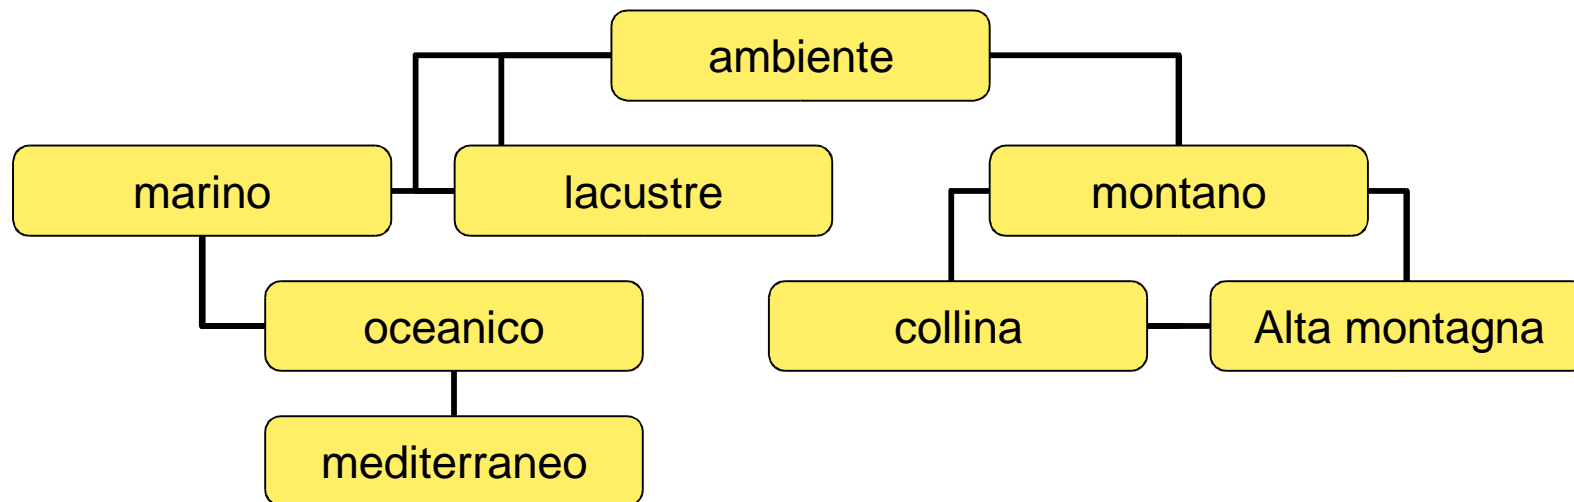 ambiente
marino
lacustre
montano
oceanico
collina
Alta montagna
mediterraneo